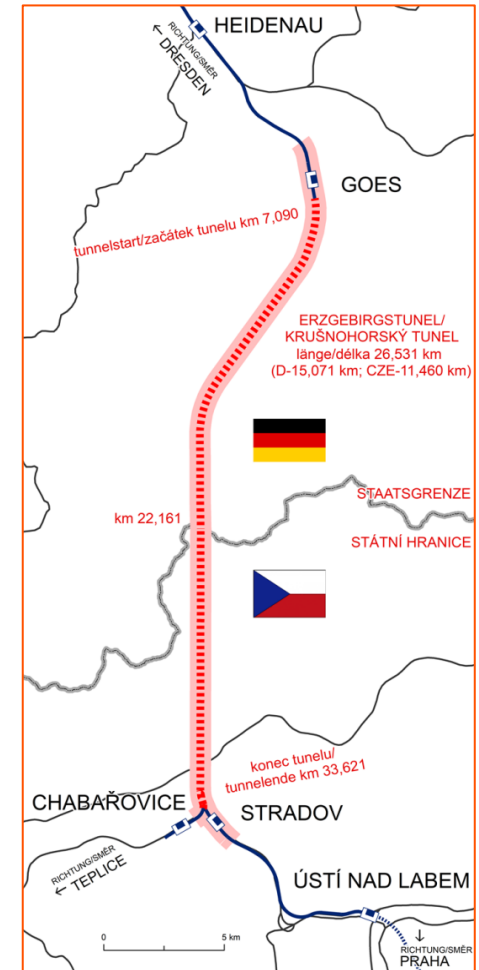 HEIDENAU
RICHTUNG/SMĚR
← DRESDEN
GOES
tunnelstart/začátek tunelu km 7,090
ERZGEBIRGSTUNEL/
KRUŠNOHORSKÝ TUNEL
länge/délka 26,531 km
(D-15,071 km; CZE-11,460 km)
STAATSGRENZE
km 22,161
STÁTNÍ HRANICE
konec tunelu/
tunnelende km 33,621
CHABAŘOVICE
STRADOV
RICHTUNG/SMĚR
← TEPLICE
ÚSTÍ NAD LABEM
0 5 km
↓
RICHTUNG/SMĚR
PRAHA